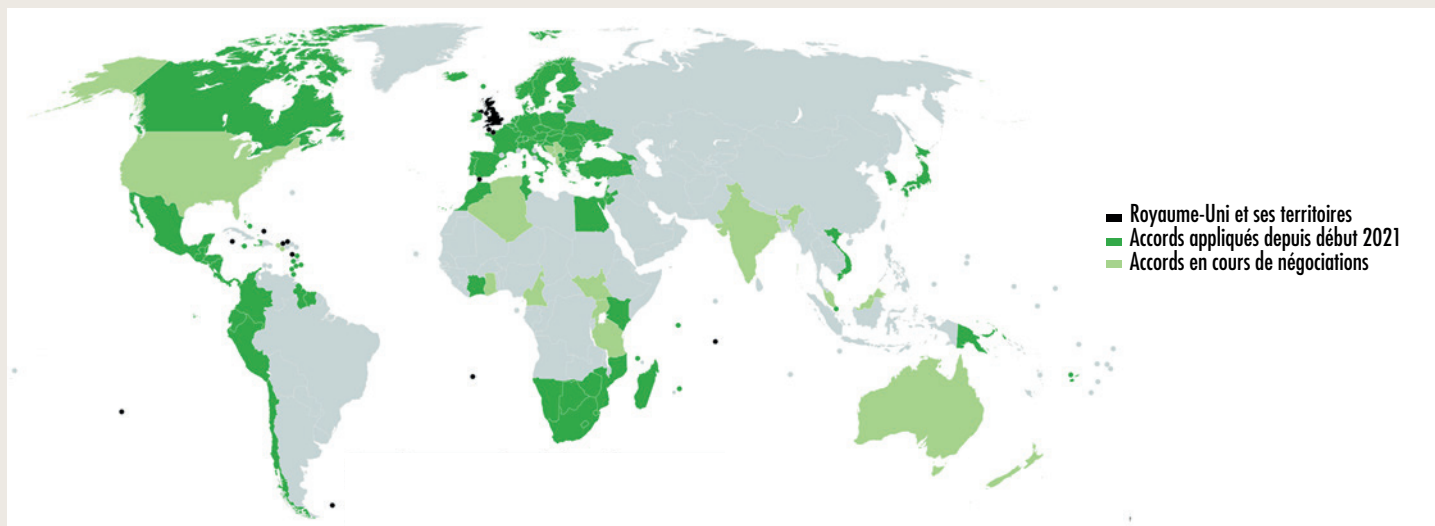 Royaume-Uni et ses territoires
Accords appliqués depuis début 2021
Accords en cours de négociations